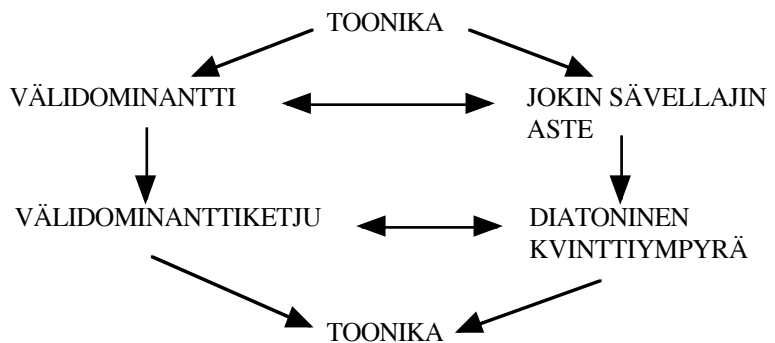 TOONIKA
VÄLIDOMINANTTI
JOKIN SÄVELLAJIN
ASTE
VÄLIDOMINANTTIKETJU
DIATONINEN
KVINTTIYMPYRÄ
TOONIKA